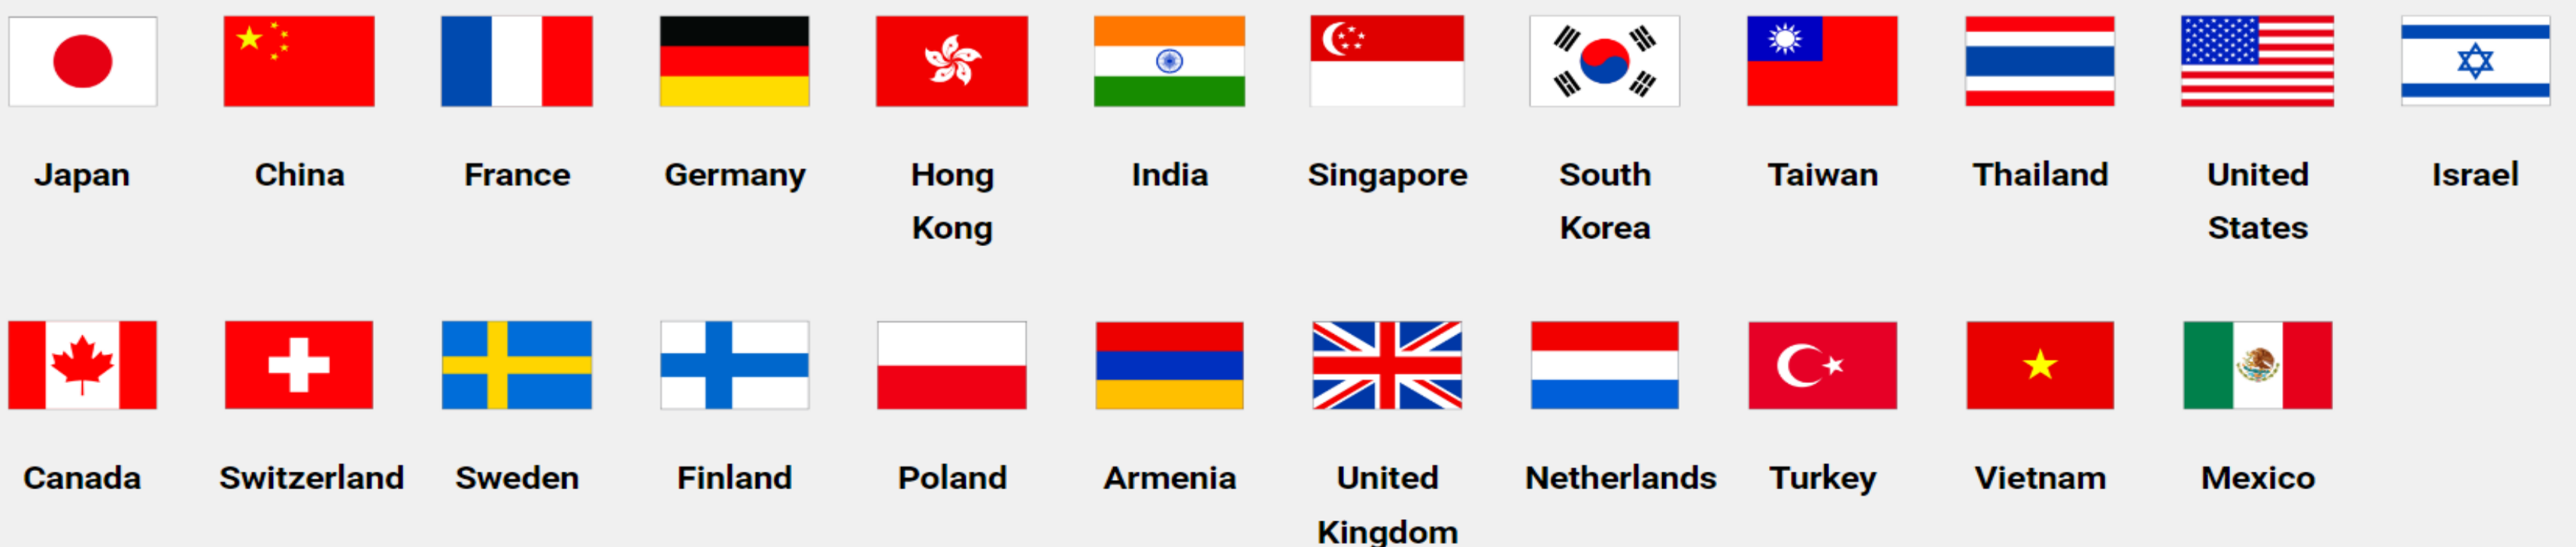 Japan China France Germany Hong Kong India Singapore South Korea Taiwan Thailand United States Israel
Canada Switzerland Sweden Finland Poland Armenia United Kingdom Netherlands Turkey Vietnam Mexico